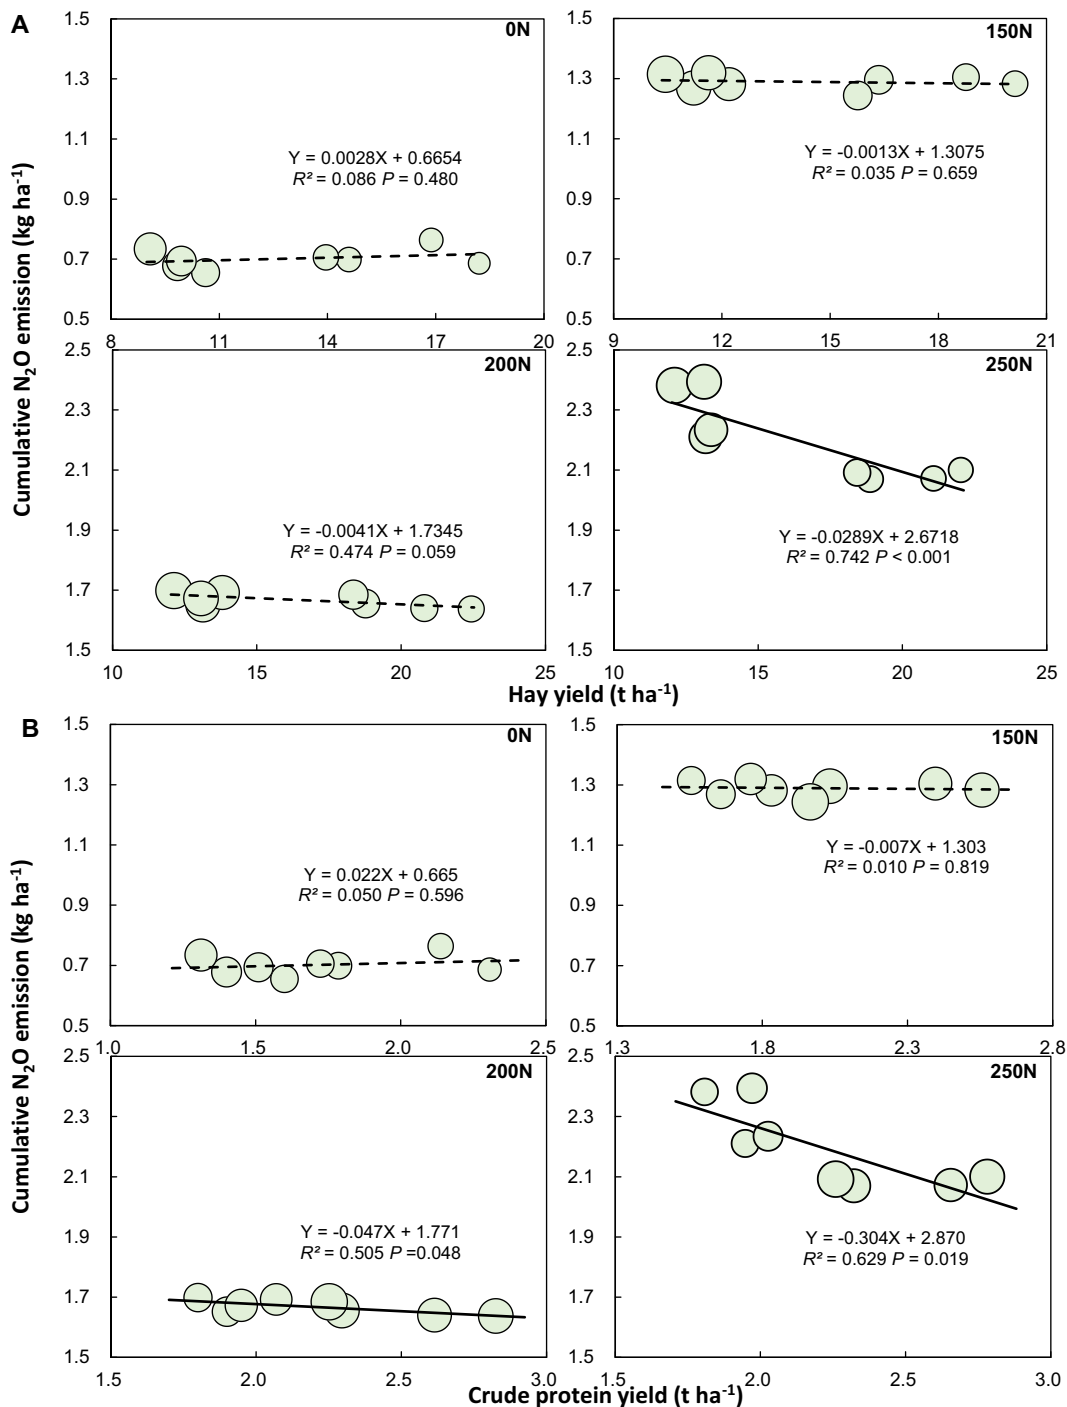 A
0N
150N
1.5
1.5
1.3
1.3
1.1
1.1
0.9
0.9
0.7
0.7
0.5
0.5
Y = 0.0028X + 0.6654
R² = 0.086 P = 0.480
Y = -0.0013X + 1.3075
R² = 0.035 P = 0.659
8
11
14
17
20
9
12
15
18
21
Cumulative N₂O emission (kg ha⁻¹)
200N
250N
2.5
2.5
2.3
2.3
2.1
2.1
1.9
1.9
1.7
1.7
1.5
1.5
Y = -0.0041X + 1.7345
R² = 0.474 P = 0.059
Y = -0.0289X + 2.6718
R² = 0.742 P < 0.001
10
15
20
25
10
15
20
25
Hay yield (t ha⁻¹)
B
0N
150N
1.5
1.5
1.3
1.3
1.1
1.1
0.9
0.9
0.7
0.7
0.5
0.5
Y = 0.022X + 0.665
R² = 0.050 P = 0.596
Y = -0.007X + 1.303
R² = 0.010 P = 0.819
1.0
1.5
2.0
2.5
1.3
1.8
2.3
2.8
Cumulative N₂O emission (kg ha⁻¹)
200N
250N
2.5
2.5
2.3
2.3
2.1
2.1
1.9
1.9
1.7
1.7
1.5
1.5
Y = -0.047X + 1.771
R² = 0.505 P =0.048
Y = -0.304X + 2.870
R² = 0.629 P = 0.019
1.5
2.0
2.5
3.0
1.5
2.0
2.5
3.0
Crude protein yield (t ha⁻¹)